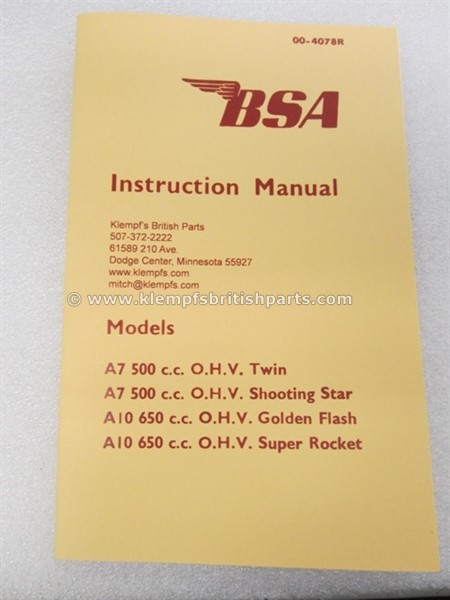 00-4078R
BSA
Instruction Manual
Klempf's British Parts
507-372-2222
61589 210 Ave.
Dodge Center, Minnesota 55927
www.klempfs.com
mitch@klempfs.com
© www.klempfsbritishparts.com
Models
A7 500 c.c. O.H.V. Twin
A7 500 c.c. O.H.V. Shooting Star
A10 650 c.c. O.H.V. Golden Flash
A10 650 c.c. O.H.V. Super Rocket